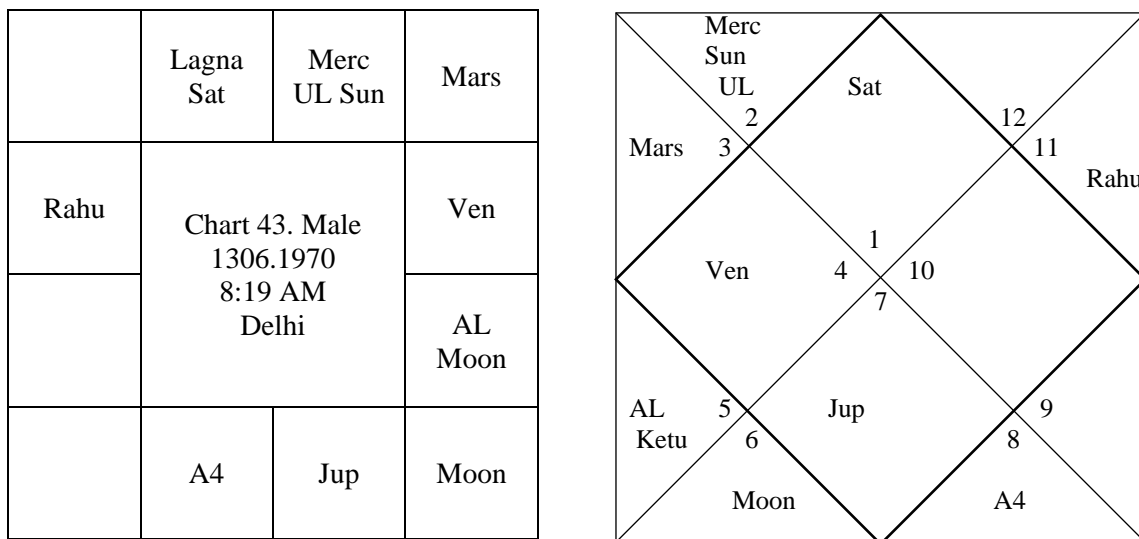 Lagna
Sat
Merc
UL Sun
Mars
Rahu
Chart 43. Male
1306.1970
8:19 AM
Delhi
Ven
AL
Moon
A4
Jup
Moon
Merc
Sun
UL
Sat
2
12
Mars
3
11
Rahu
1
Ven
4
10
7
AL
Ketu
5
Jup
9
6
8
Moon
A4